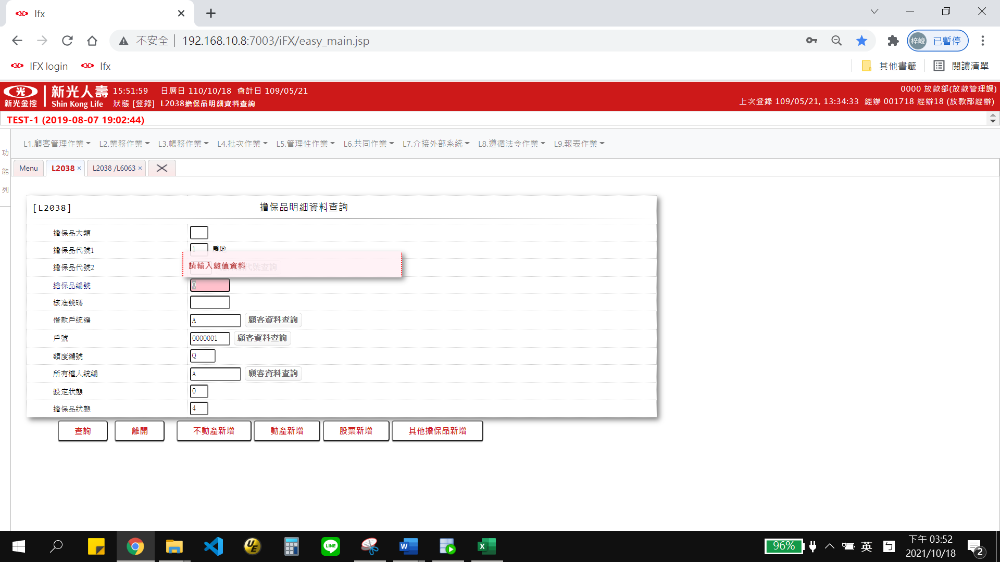 Ifx
不安全 192.168.10.8:7003/iFX/easy_main.jsp
梓峻 已暫停
IFX login Ifx 其他書籤 閱讀清單
新光金控 新光人壽 Shin Kong Life
15:51:59 日曆日 110/10/18 會計日 109/05/21
狀態 [登錄] L2038擔保品明細資料查詢
0000 放款部(放款管理課)
上次登錄 109/05/21, 13:34:33 經辦 001718 經辦18 (放款部經辦)
TEST-1 (2019-08-07 19:02:44)
功能列
L1.顧客管理作業 L2.業務作業 L3.帳務作業 L4.批次作業 L5.管理性作業 L6.共同作業 L7.介接外部系統 L8.遵循法令作業 L9.報表作業
Menu L2038 × L2038 /L6063 ×
[L2038] 擔保品明細資料查詢
擔保品大類
擔保品代號1 1 房地
擔保品代號2 請輸入數值資料 代號查詢
擔保品編號 Q
核准號碼
借款戶統編 A 顧客資料查詢
戶號 0000001 顧客資料查詢
額度編號 Q
所有權人統編 A 顧客資料查詢
設定狀態 0
擔保品狀態 4
查詢 離開 不動產新增 動產新增 股票新增 其他擔保品新增
UE LINE W X
96% 英 ㄅ
下午 03:52
2021/10/18
2